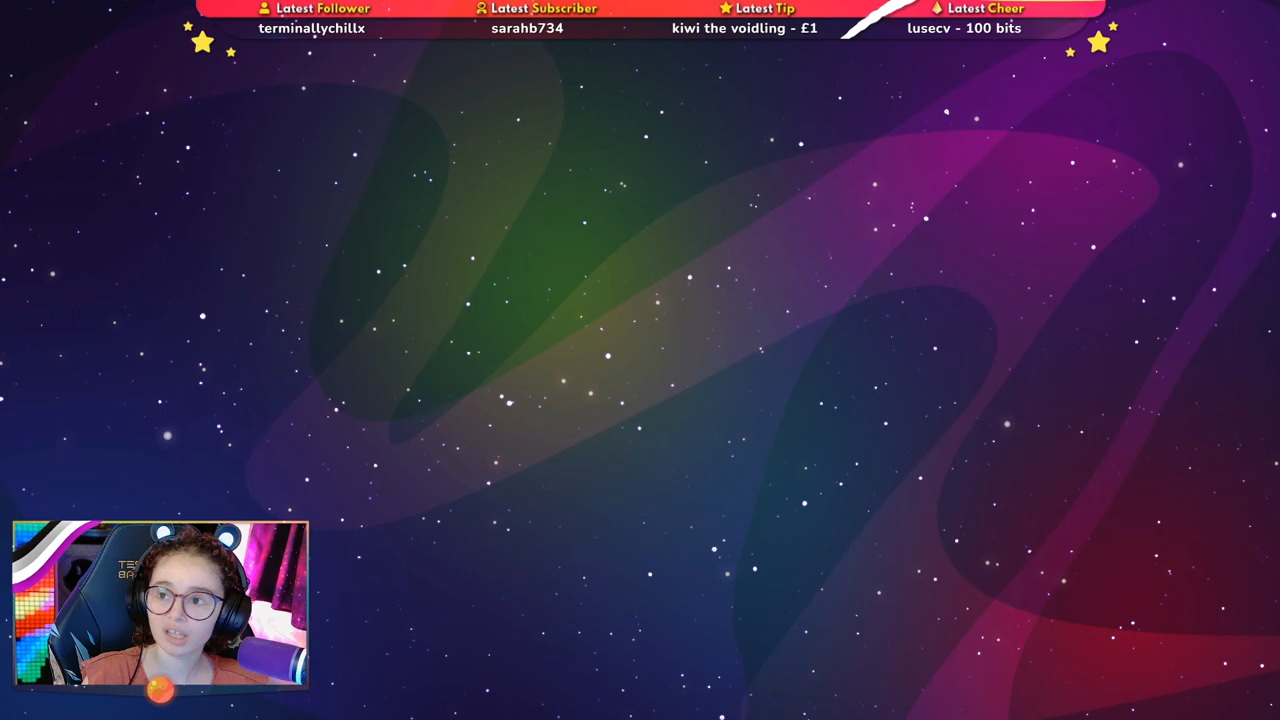 Latest Follower
terminallychillx
Latest Subscriber
sarahb734
Latest Tip
kiwi the voidling - £1
Latest Cheer
lusecv - 100 bits